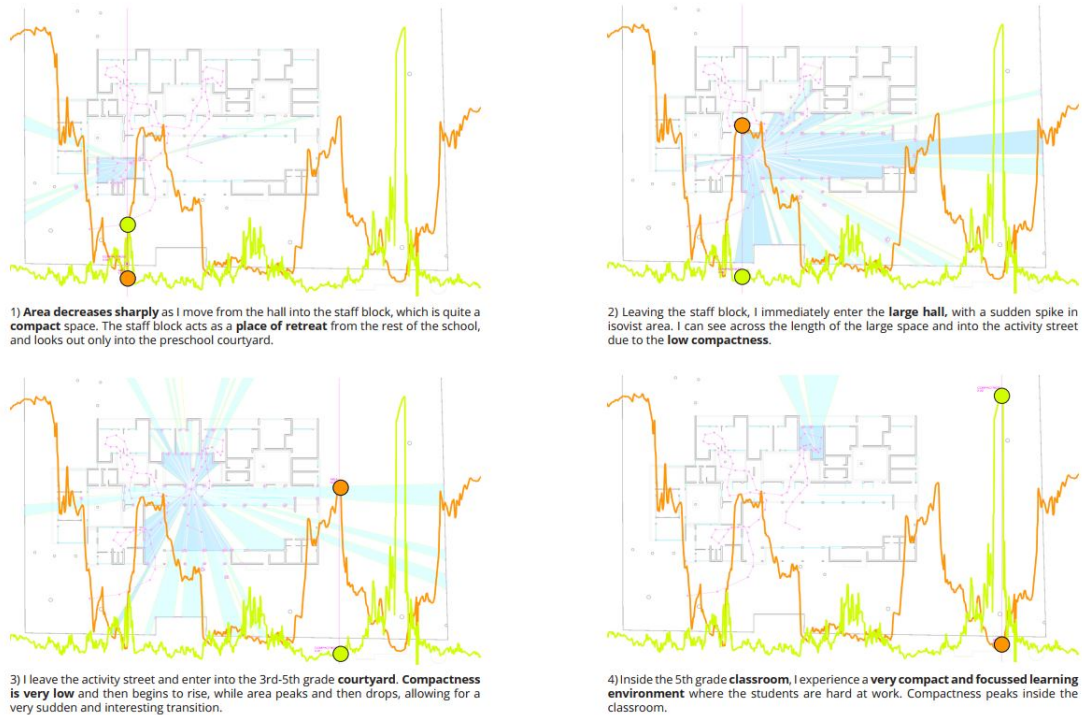 1) Area decreases sharply as I move from the hall into the staff block, which is quite a
compact space. The staff block acts as a place of retreat from the rest of the school,
and looks out only into the preschool courtyard.
2) Leaving the staff block, I immediately enter the large hall, with a sudden spike in
isovist area. I can see across the length of the large space and into the activity street
due to the low compactness.
3) I leave the activity street and enter into the 3rd-5th grade courtyard. Compactness
is very low and then begins to rise, while area peaks and then drops, allowing for a
very sudden and interesting transition.
4) Inside the 5th grade classroom, I experience a very compact and focussed learning
environment where the students are hard at work. Compactness peaks inside the
classroom.